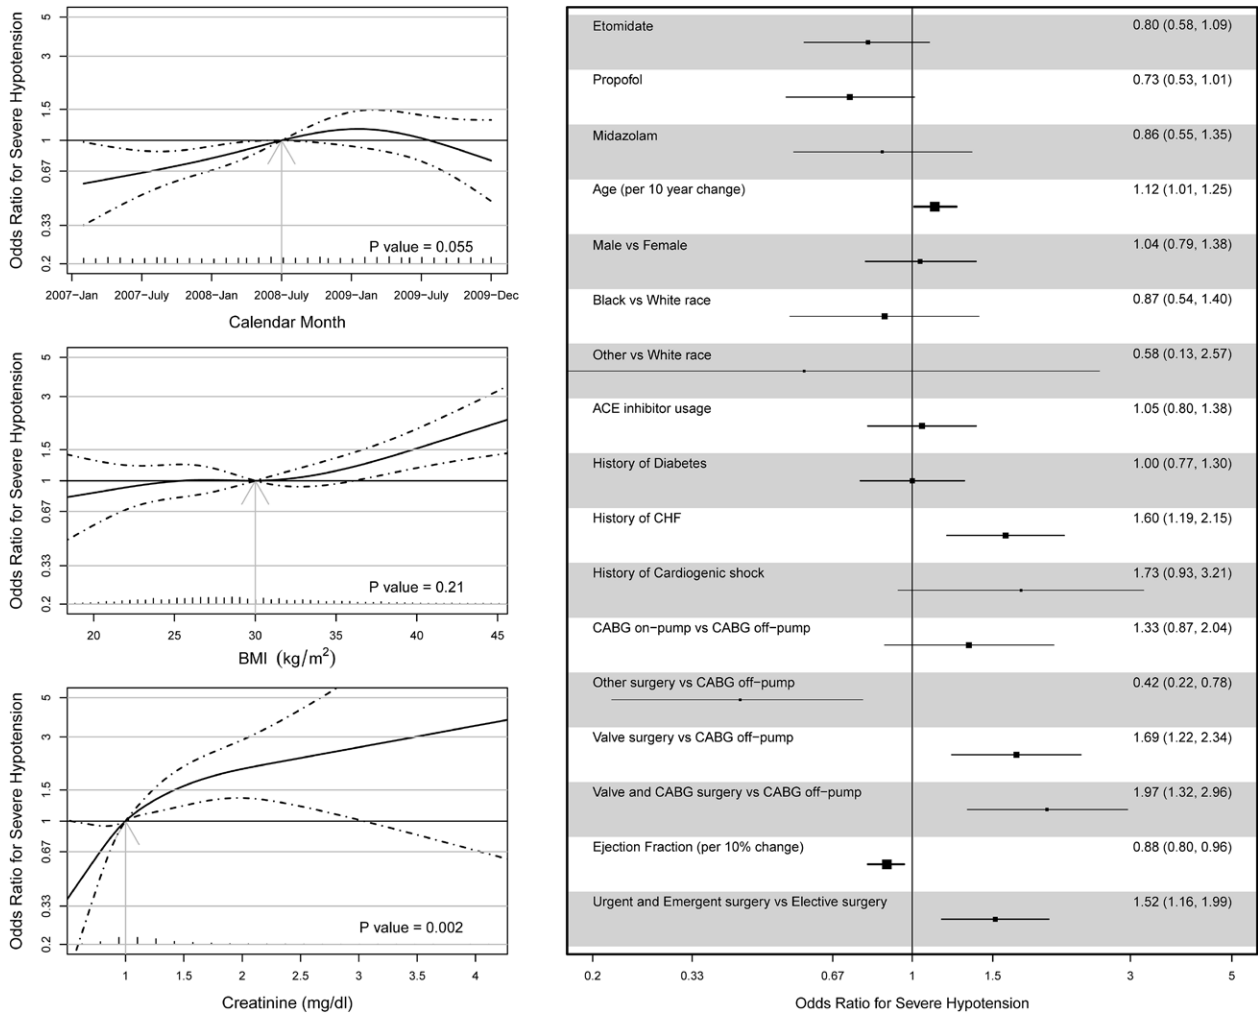 Odds Ratio for Severe Hypotension
5
3
1.5
1
0.67
0.33
0.2
P value = 0.055
2007−Jan 2007−July 2008−Jan 2008−July 2009−Jan 2009−July 2009−Dec
Calendar Month
Odds Ratio for Severe Hypotension
5
3
1.5
1
0.67
0.33
0.2
P value = 0.21
20 25 30 35 40 45
BMI (kg/m²)
Odds Ratio for Severe Hypotension
5
3
1.5
1
0.67
0.33
0.2
P value = 0.002
1 1.5 2 2.5 3 3.5 4
Creatinine (mg/dl)
Etomidate 0.80 (0.58, 1.09)
Propofol 0.73 (0.53, 1.01)
Midazolam 0.86 (0.55, 1.35)
Age (per 10 year change) 1.12 (1.01, 1.25)
Male vs Female 1.04 (0.79, 1.38)
Black vs White race 0.87 (0.54, 1.40)
Other vs White race 0.58 (0.13, 2.57)
ACE inhibitor usage 1.05 (0.80, 1.38)
History of Diabetes 1.00 (0.77, 1.30)
History of CHF 1.60 (1.19, 2.15)
History of Cardiogenic shock 1.73 (0.93, 3.21)
CABG on−pump vs CABG off−pump 1.33 (0.87, 2.04)
Other surgery vs CABG off−pump 0.42 (0.22, 0.78)
Valve surgery vs CABG off−pump 1.69 (1.22, 2.34)
Valve and CABG surgery vs CABG off−pump 1.97 (1.32, 2.96)
Ejection Fraction (per 10% change) 0.88 (0.80, 0.96)
Urgent and Emergent surgery vs Elective surgery 1.52 (1.16, 1.99)
0.2 0.33 0.67 1 1.5 3 5
Odds Ratio for Severe Hypotension